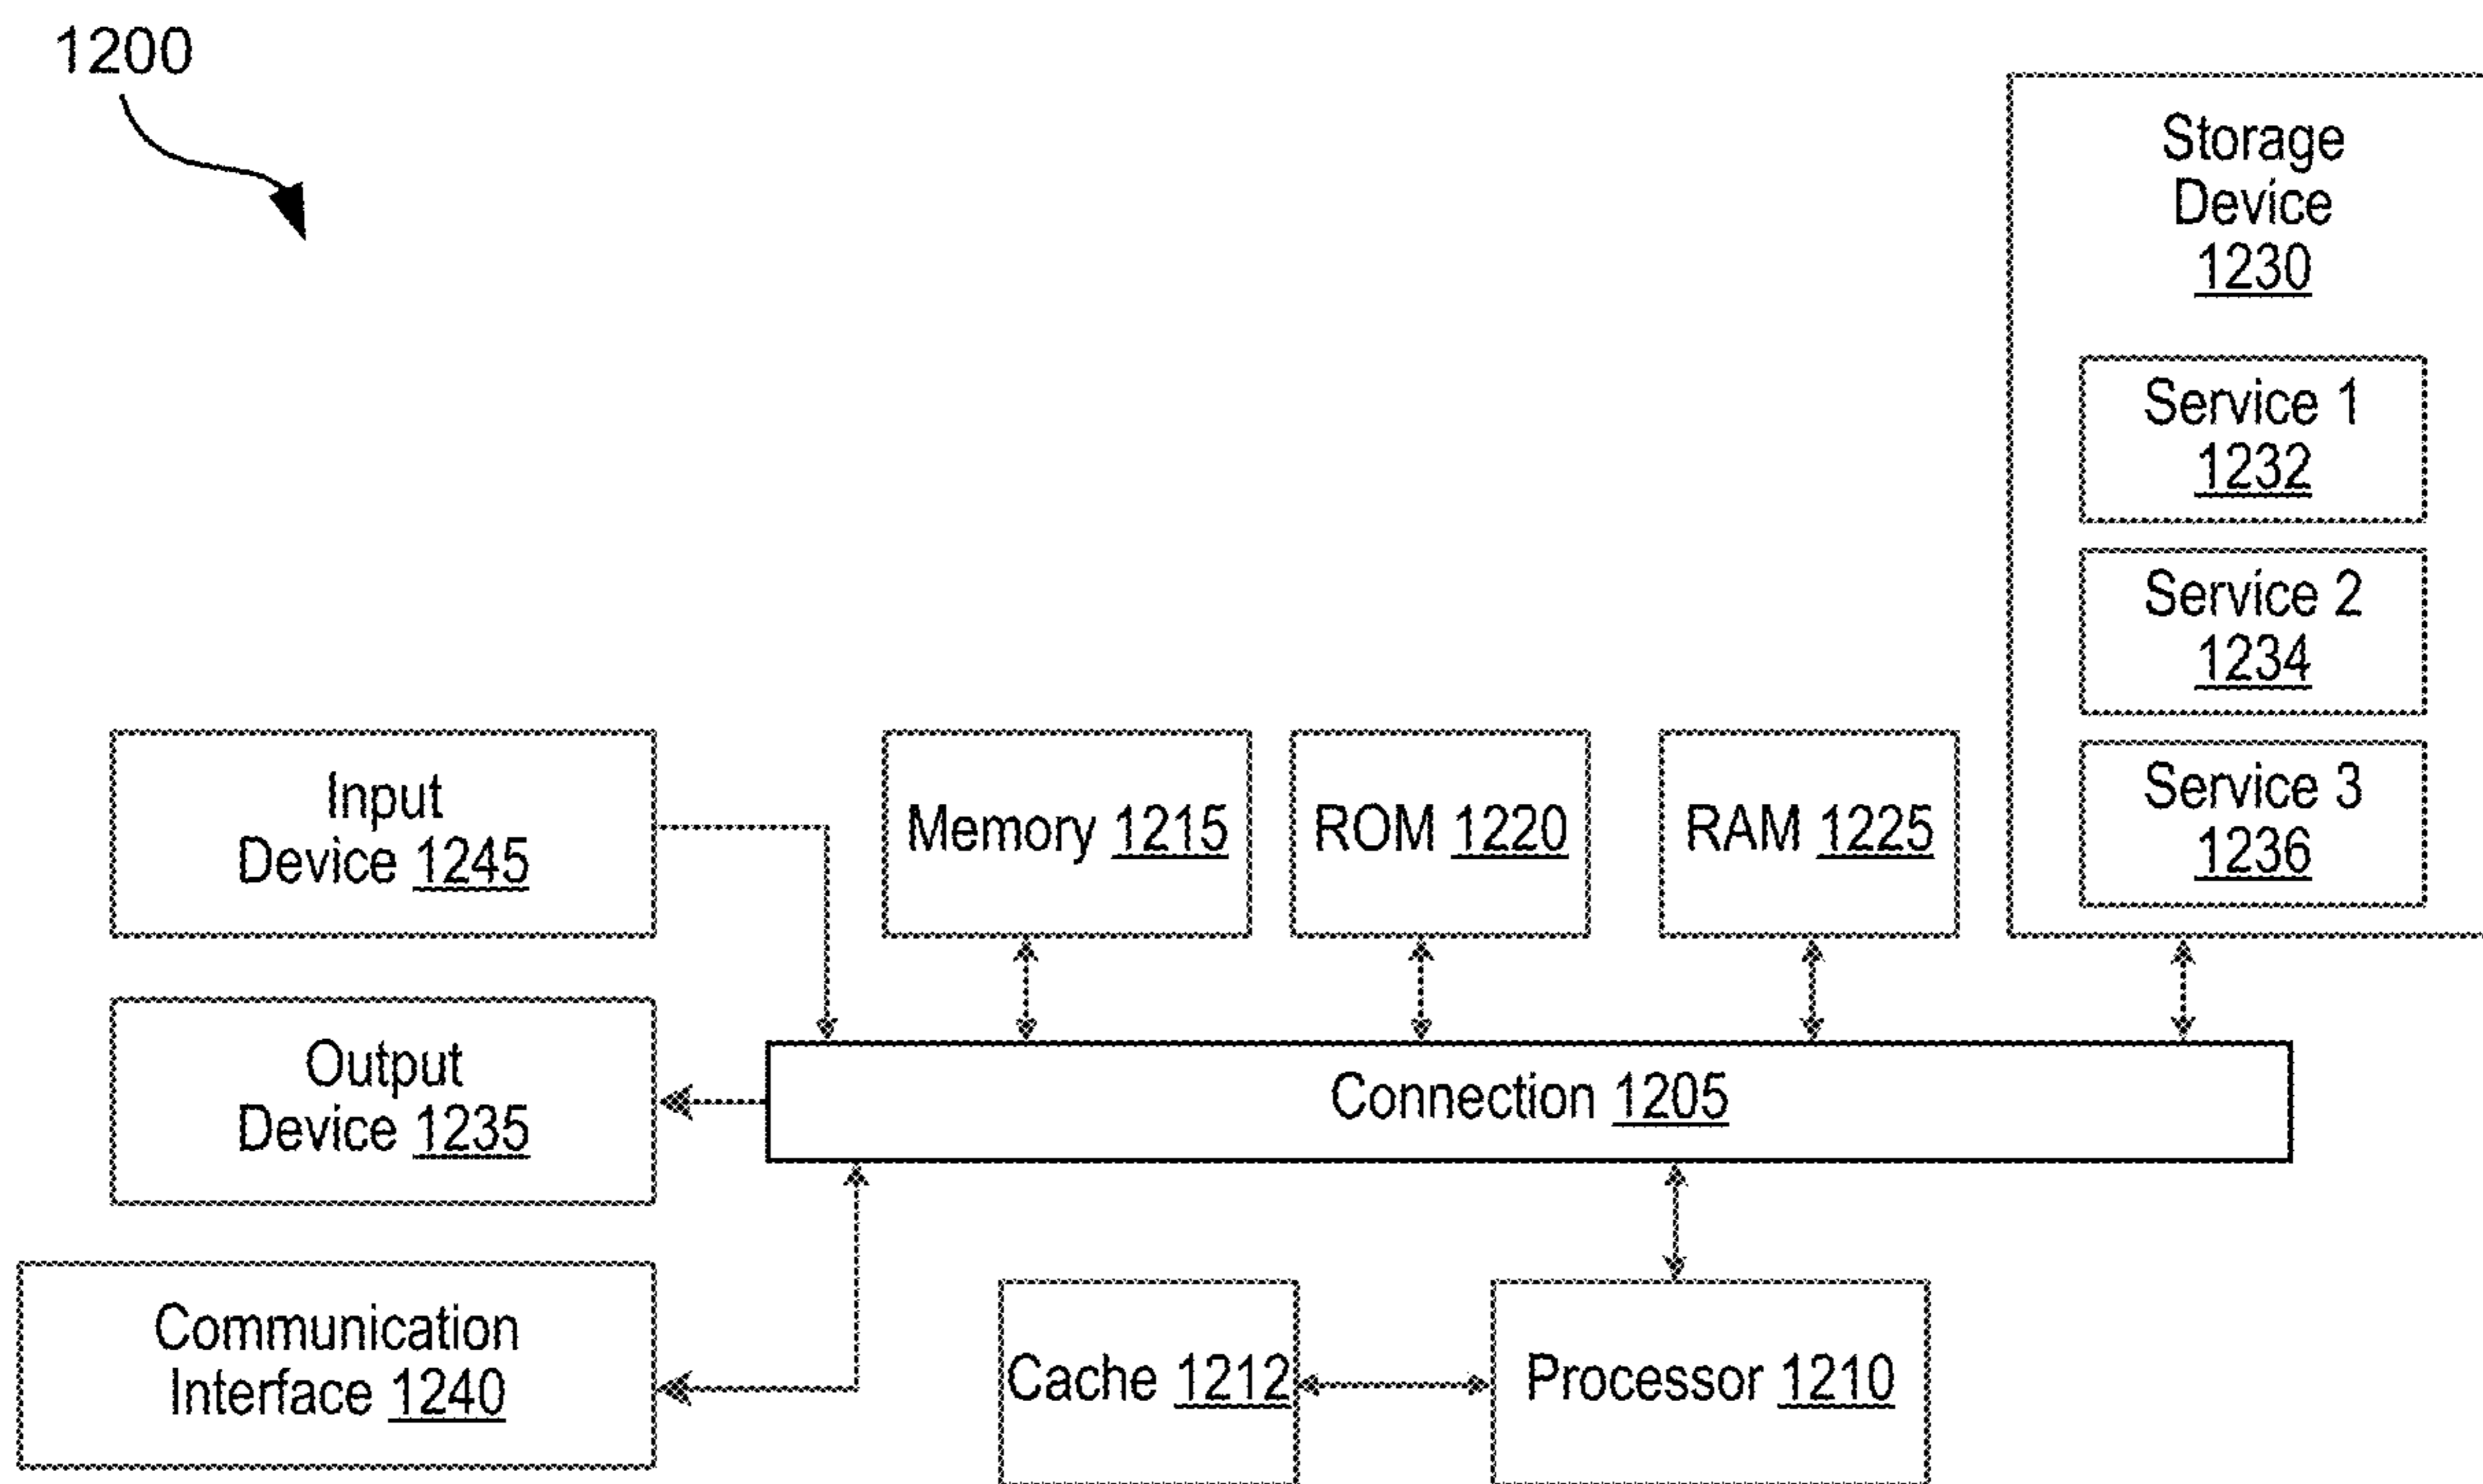 1200
Storage
Device
1230
Service 1
1232
Service 2
1234
Service 3
1236
Input
Device 1245
Memory 1215
ROM 1220
RAM 1225
Output
Device 1235
Connection 1205
Communication
Interface 1240
Cache 1212
Processor 1210